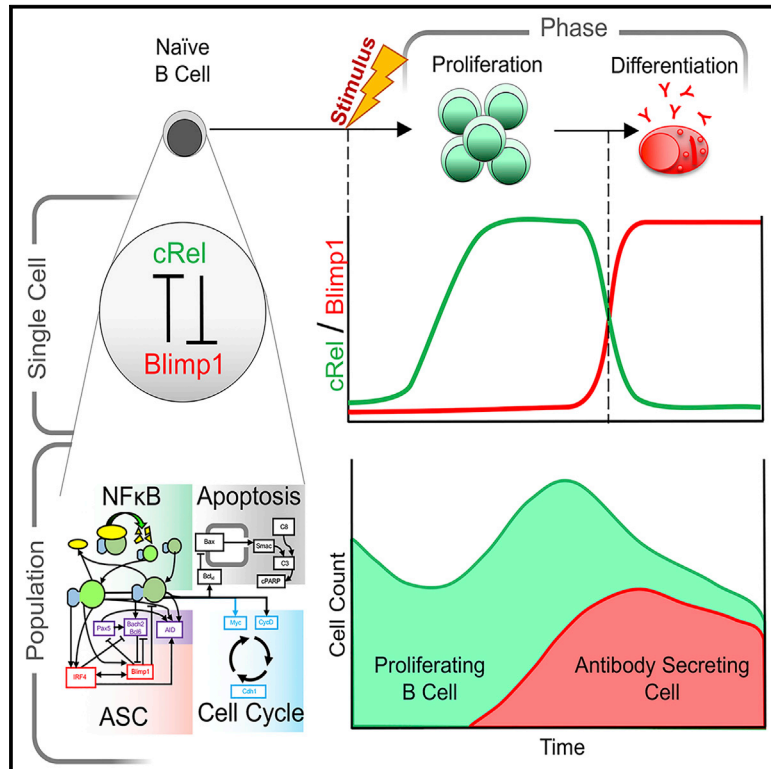 Phase
Naïve
B Cell
Stimulus
Proliferation
Differentiation
Single Cell
cRel
Blimp1
cRel / Blimp1
Population
NFκB
Apoptosis
Bax
C8
Smac
C3
cPARP
Pax5
Bach2
Bcl6
AID
Myc
CycD
IRF4
Blimp1
Cdh1
ASC
Cell Cycle
Cell Count
Proliferating
B Cell
Antibody Secreting
Cell
Time